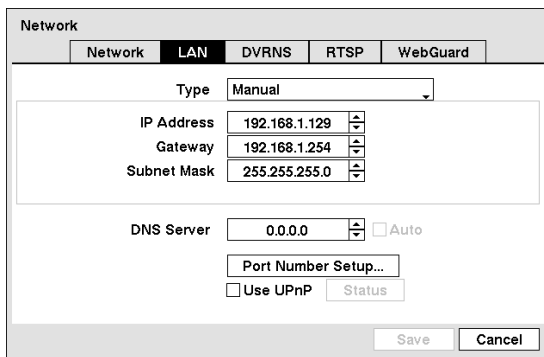 Network
Network LAN DVRNS RTSP WebGuard
Type Manual
IP Address 192.168.1.129
Gateway 192.168.1.254
Subnet Mask 255.255.255.0
DNS Server 0.0.0.0 Auto
Port Number Setup...
Use UPnP Status
Save Cancel